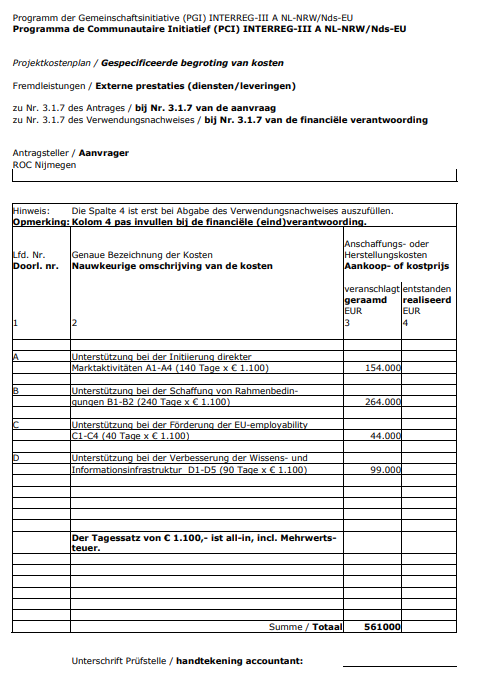 Programm der Gemeinschaftsinitiative (PGI) INTERREG-III A NL-NRW/Nds-EU
Programma de Communautaire Initiatief (PCI) INTERREG-III A NL-NRW/Nds-EU
Projektkostenplan / Gespecificeerde begroting van kosten
Fremdleistungen / Externe prestaties (diensten/leveringen)
zu Nr. 3.1.7 des Antrages / bij Nr. 3.1.7 van de aanvraag
zu Nr. 3.1.7 des Verwendungsnachweises / bij Nr. 3.1.7 van de financiële verantwoording
Antragsteller / Aanvrager
ROC Nijmegen
Hinweis: Die Spalte 4 ist erst bei Abgabe des Verwendungsnachweises auszufüllen.
Opmerking: Kolom 4 pas invullen bij de financiële (eind)verantwoording.
Anschaffungs- oder
Lfd. Nr. Genaue Bezeichnung der Kosten Herstellungskosten
Doorl. nr. Nauwkeurige omschrijving van de kosten Aankoop- of kostprijs
veranschlagt entstanden
geraamd realiseerd
EUR EUR
1 2 3 4
A Unterstützung bei der Initiierung direkter
Marktaktivitäten A1-A4 (140 Tage x € 1.100) 154.000
B Unterstützung bei der Schaffung von Rahmenbedin-
gungen B1-B2 (240 Tage x € 1.100) 264.000
C Unterstützung bei der Förderung der EU-employability
C1-C4 (40 Tage x € 1.100) 44.000
D Unterstützung bei der Verbesserung der Wissens- und
Informationsinfrastruktur D1-D5 (90 Tage x € 1.100) 99.000
Der Tagessatz von € 1.100,- ist all-in, incl. Mehrwerts-
teuer.
Summe / Totaal 561000
Unterschrift Prüfstelle / handtekening accountant: